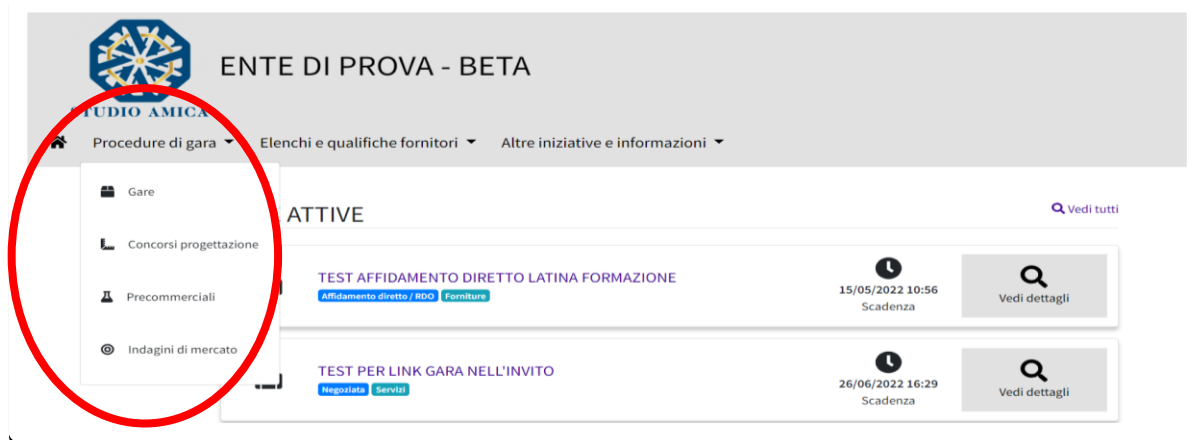 ENTE DI PROVA - BETA
STUDIO AMICA
Procedure di gara Elenchi e qualifiche fornitori Altre iniziative e informazioni
Gare
Concorsi progettazione
Precommerciali
Indagini di mercato
ATTIVE
Vedi tutti
TEST AFFIDAMENTO DIRETTO LATINA FORMAZIONE
Affidamento diretto / RDO Forniture
15/05/2022 10:56
Scadenza
Vedi dettagli
TEST PER LINK GARA NELL'INVITO
Negoziata Servizi
26/06/2022 16:29
Scadenza
Vedi dettagli